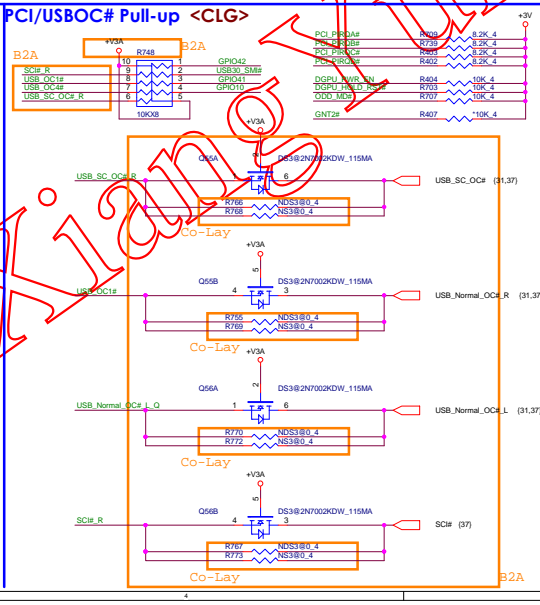 PCI/USBOC# Pull-up <CLG>
+3V
B2A
+V3A
B2A
R748
10 1 GPIO42
SCI#_R 9 2 USB30_SMI#
USB_OC1# 8 3 GPIO41
USB_OC4# 7 4 GPIO10
USB_SC_OC#_R 6 5
10KX8
PCI_PIRQA# R709 8.2K_4
PCI_PIRQB# R739 8.2K_4
PCI_PIRQC# R403 8.2K_4
PCI_PIRQD# R402 8.2K_4
DGPU_PWR_EN R404 10K_4
DGPU_HOLD_RST# R703 10K_4
ODD_MD# R707 10K_4
GNT2# R407 *10K_4
+V3A
Q55A DS3@2N7002KDW_115MA
2
USB_SC_OC#_R 1 6 USB_SC_OC# (31,37)
R766 NDS3@0_4
R768 NS3@0_4
Co-Lay
+V3A
5
Q55B DS3@2N7002KDW_115MA
USB_OC1# 4 3 USB_Normal_OC#_R (31,37)
R755 NDS3@0_4
R769 NS3@0_4
Co-Lay
+V3A
Q56A DS3@2N7002KDW_115MA
2
USB_Normal_OC#_L_Q 1 6 USB_Normal_OC#_L (31,37)
R770 NDS3@0_4
R772 NS3@0_4
Co-Lay
+V3A
5
Q56B DS3@2N7002KDW_115MA
SCI#_R 4 3 SCI# (37)
R767 NDS3@0_4
R773 NS3@0_4
Co-Lay
B2A
4